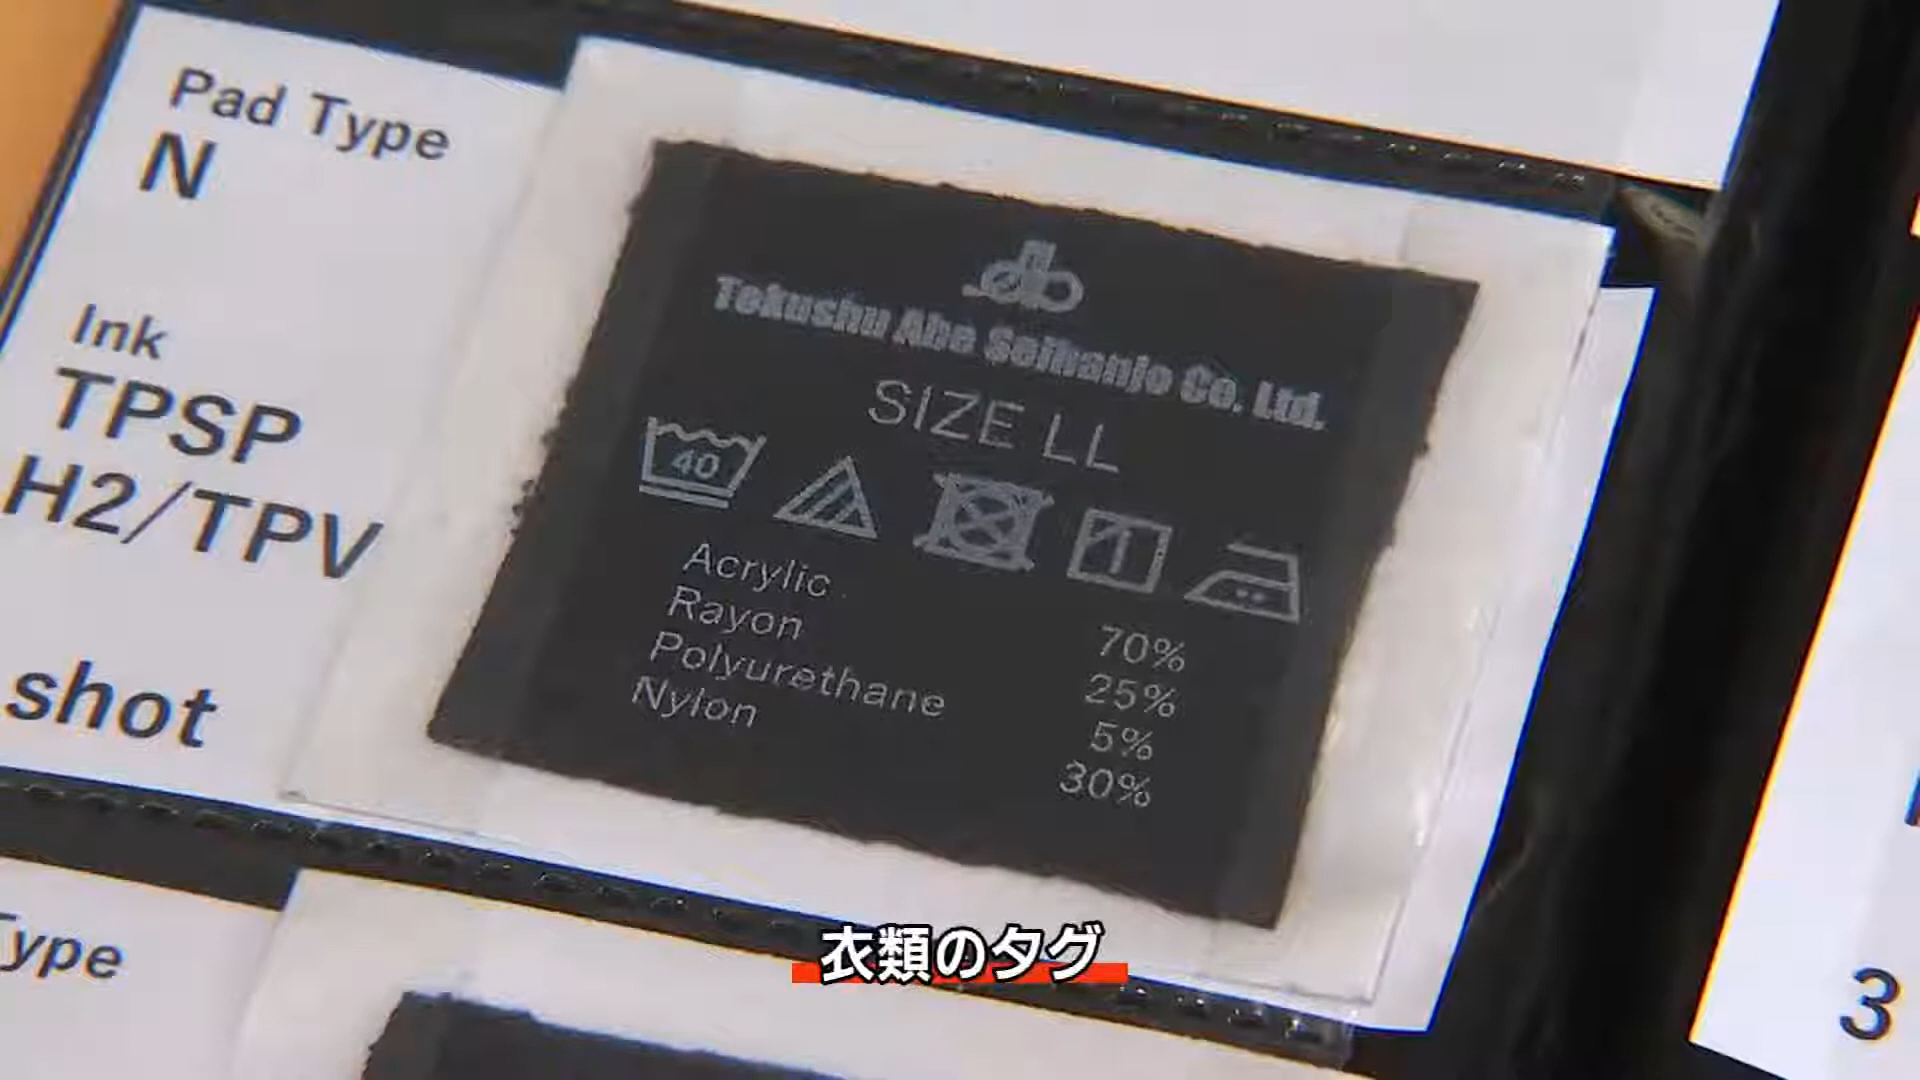 Pad Type
N
Ink
TPSP
H2/TPV
shot
Tokushu Abe Seihanjo Co. Ltd.
SIZE LL
40
Acrylic 70%
Rayon 25%
Polyurethane 5%
Nylon 30%
Type
3
衣類のタグ